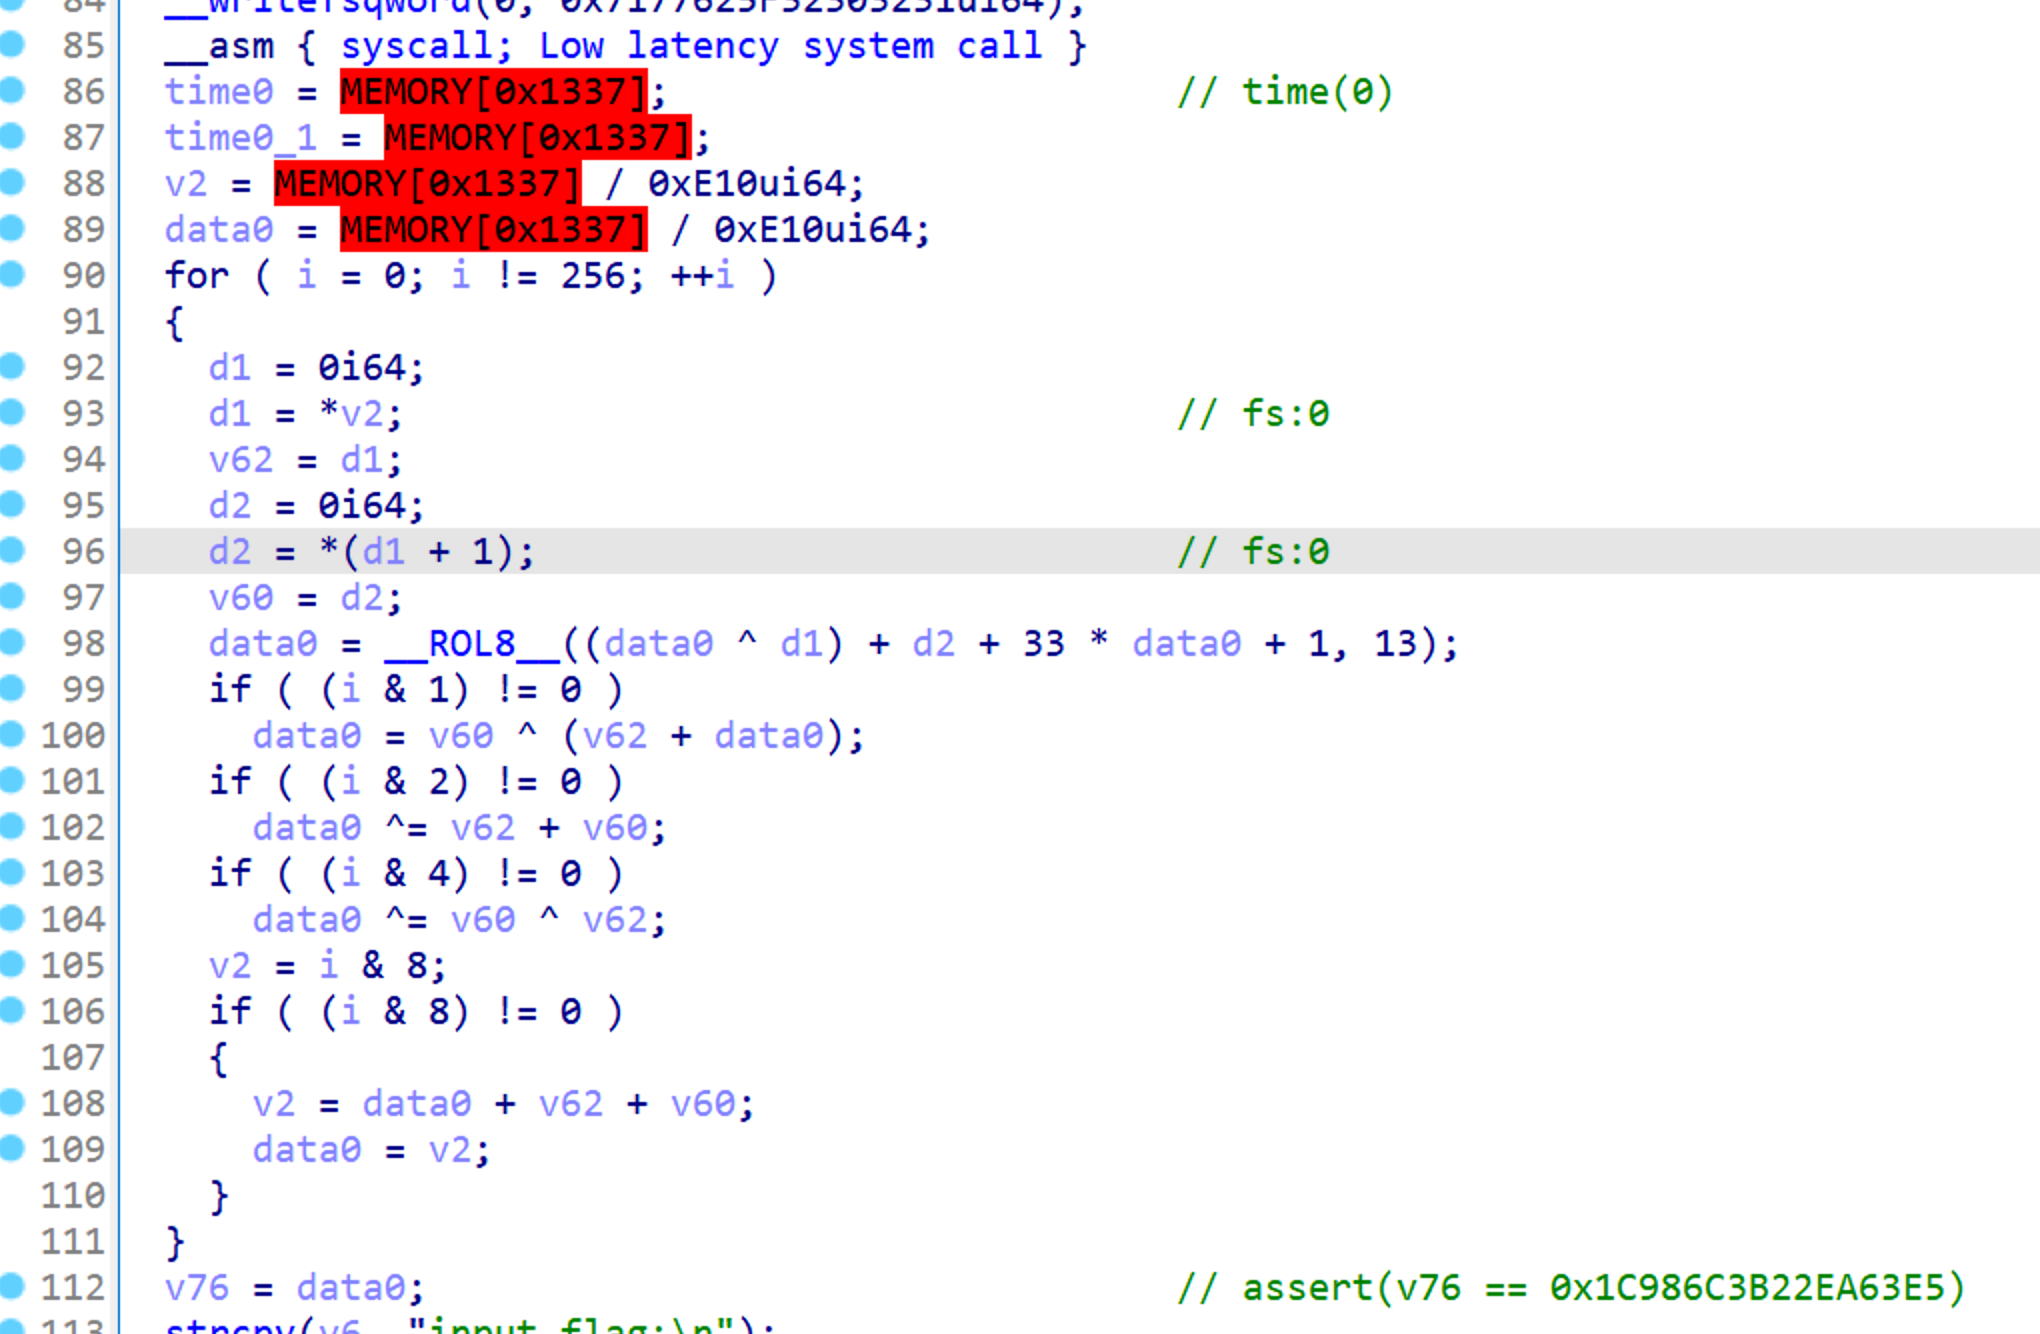 85 __asm { syscall; Low latency system call }
86 time0 = MEMORY[0x1337]; // time(0)
87 time0_1 = MEMORY[0x1337];
88 v2 = MEMORY[0x1337] / 0xE10ui64;
89 data0 = MEMORY[0x1337] / 0xE10ui64;
90 for ( i = 0; i != 256; ++i )
91 {
92 d1 = 0i64;
93 d1 = *v2; // fs:0
94 v62 = d1;
95 d2 = 0i64;
96 d2 = *(d1 + 1); // fs:0
97 v60 = d2;
98 data0 = __ROL8__((data0 ^ d1) + d2 + 33 * data0 + 1, 13);
99 if ( (i & 1) != 0 )
100 data0 = v60 ^ (v62 + data0);
101 if ( (i & 2) != 0 )
102 data0 ^= v62 + v60;
103 if ( (i & 4) != 0 )
104 data0 ^= v60 ^ v62;
105 v2 = i & 8;
106 if ( (i & 8) != 0 )
107 {
108 v2 = data0 + v62 + v60;
109 data0 = v2;
110 }
111 }
112 v76 = data0; // assert(v76 == 0x1C986C3B22EA63E5)
113 "input flag:\n");